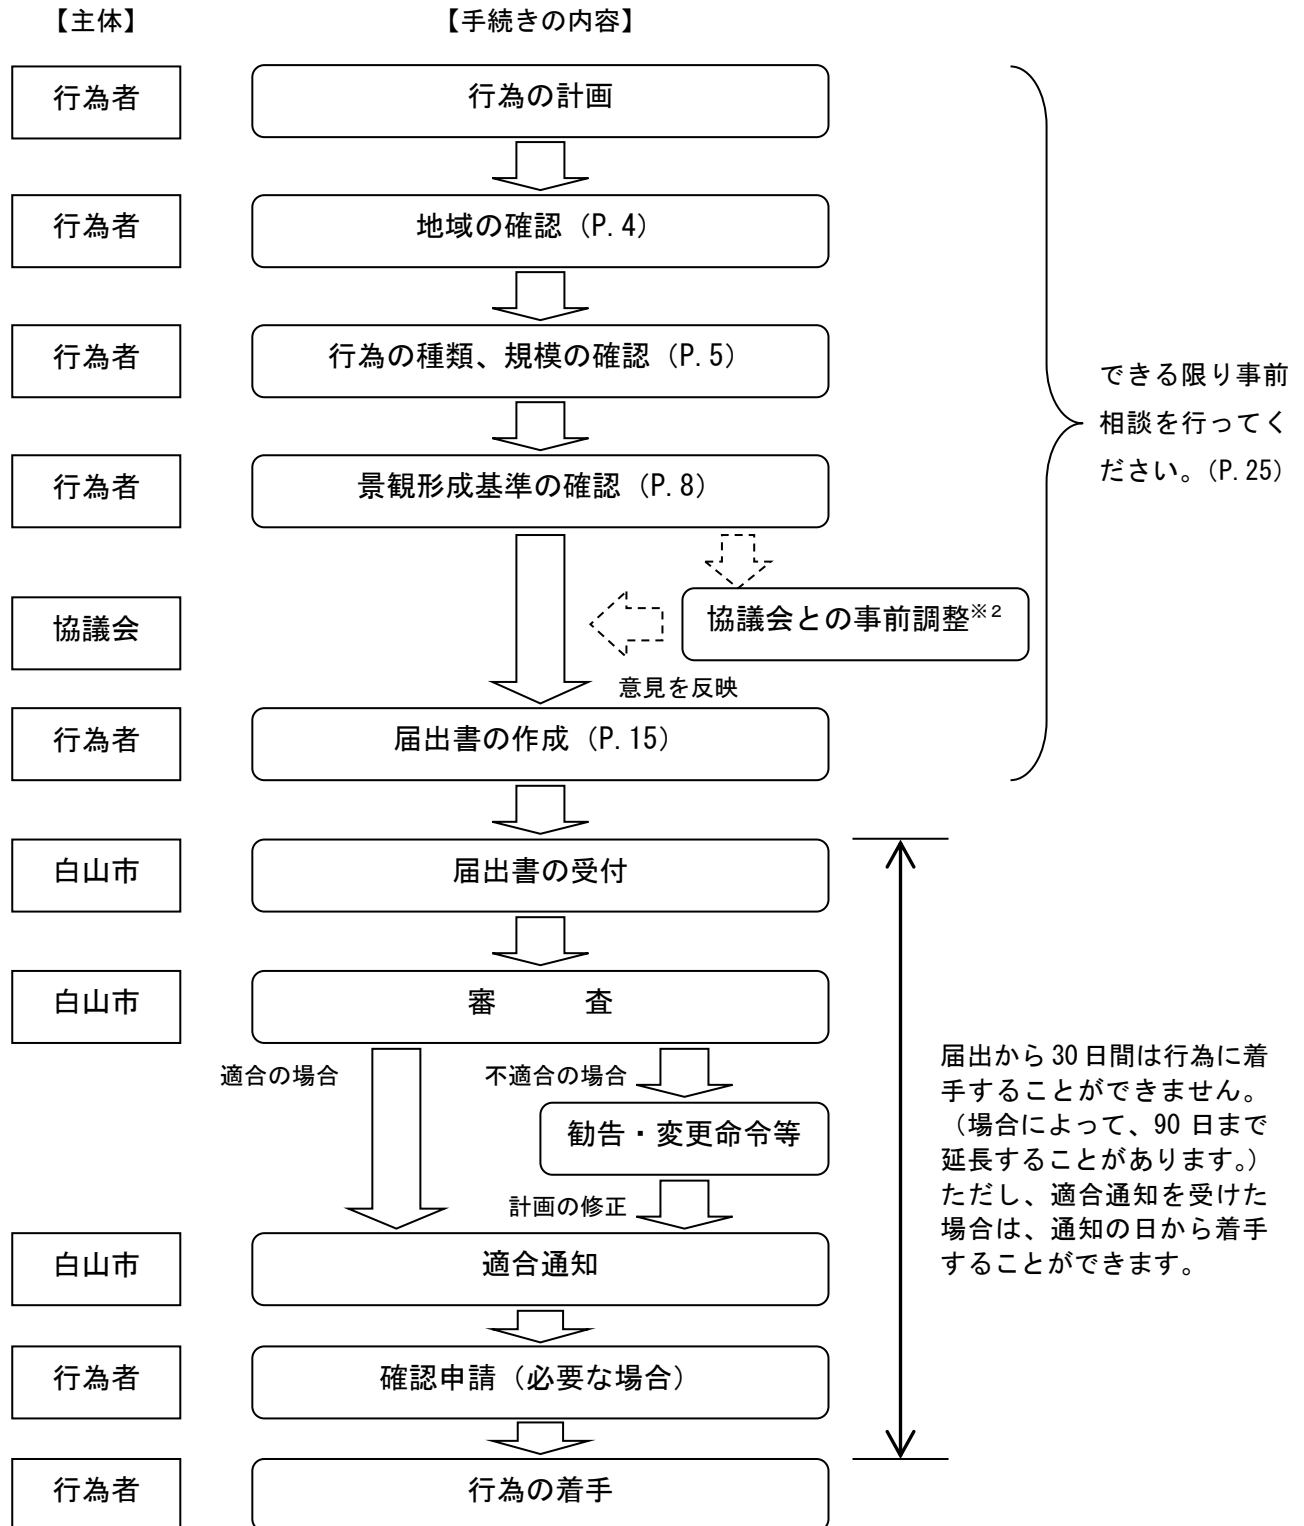 【主体】 【手続きの内容】
行為者 行為の計画
行為者 地域の確認（P.4）
行為者 行為の種類、規模の確認（P.5）
できる限り事前
相談を行ってく
ださい。（P.25）
行為者 景観形成基準の確認（P.8）
協議会 協議会との事前調整※2
意見を反映
行為者 届出書の作成（P.15）
白山市 届出書の受付
白山市 審　　　査
適合の場合 不適合の場合
勧告・変更命令等
計画の修正
届出から30日間は行為に着
手することができません。
（場合によって、90日まで
延長することがあります。）
ただし、適合通知を受けた
場合は、通知の日から着手
することができます。
白山市 適合通知
行為者 確認申請（必要な場合）
行為者 行為の着手